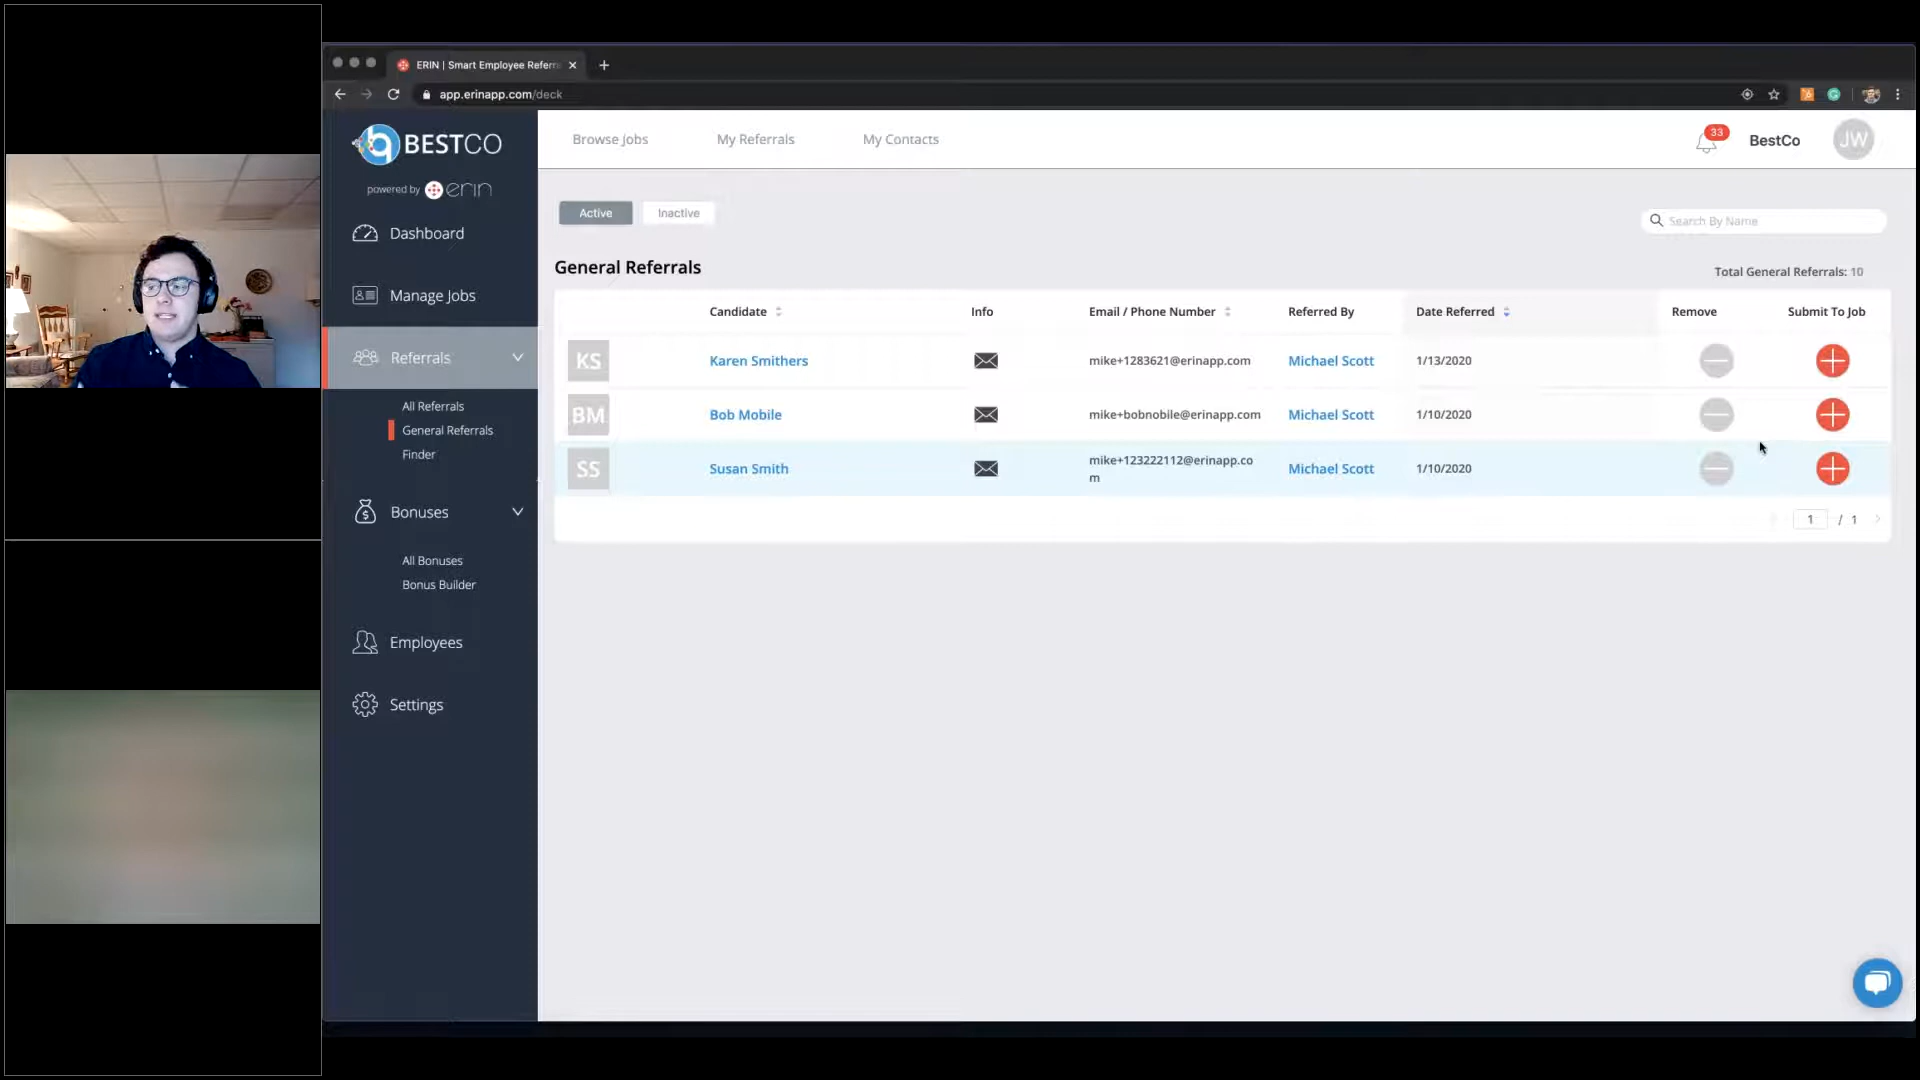 ERIN | Smart Employee Referr
app.erinapp.com/deck
BESTCO
powered by erin
Dashboard
Manage Jobs
Referrals
All Referrals
General Referrals
Finder
Bonuses
All Bonuses
Bonus Builder
Employees
Settings
Browse Jobs My Referrals My Contacts
33 BestCo JW
Active Inactive
Search By Name
General Referrals
Total General Referrals: 10
Candidate Info Email / Phone Number Referred By Date Referred Remove Submit To Job
KS Karen Smithers mike+1283621@erinapp.com Michael Scott 1/13/2020
BM Bob Mobile mike+bobnobile@erinapp.com Michael Scott 1/10/2020
SS Susan Smith mike+123222112@erinapp.co Michael Scott 1/10/2020
m
1 / 1